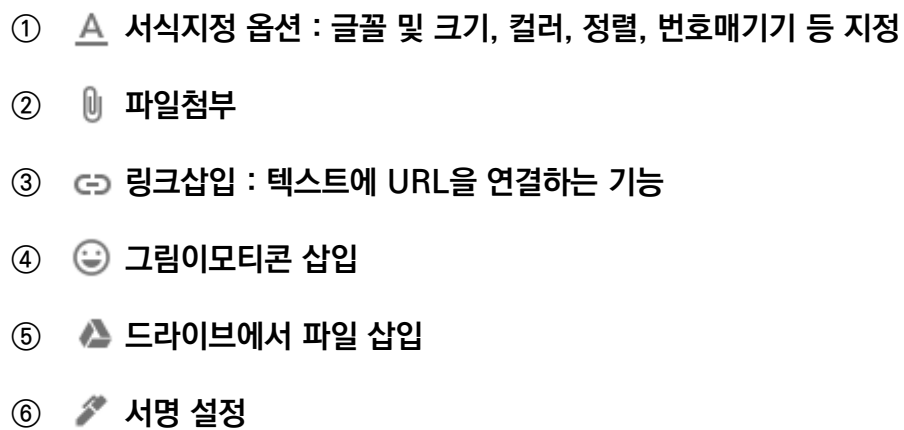 ① A 서식지정 옵션 : 글꼴 및 크기, 컬러, 정렬, 번호매기기 등 지정
② 파일첨부
③ 링크삽입 : 텍스트에 URL을 연결하는 기능
④ 그림이모티콘 삽입
⑤ 드라이브에서 파일 삽입
⑥ 서명 설정